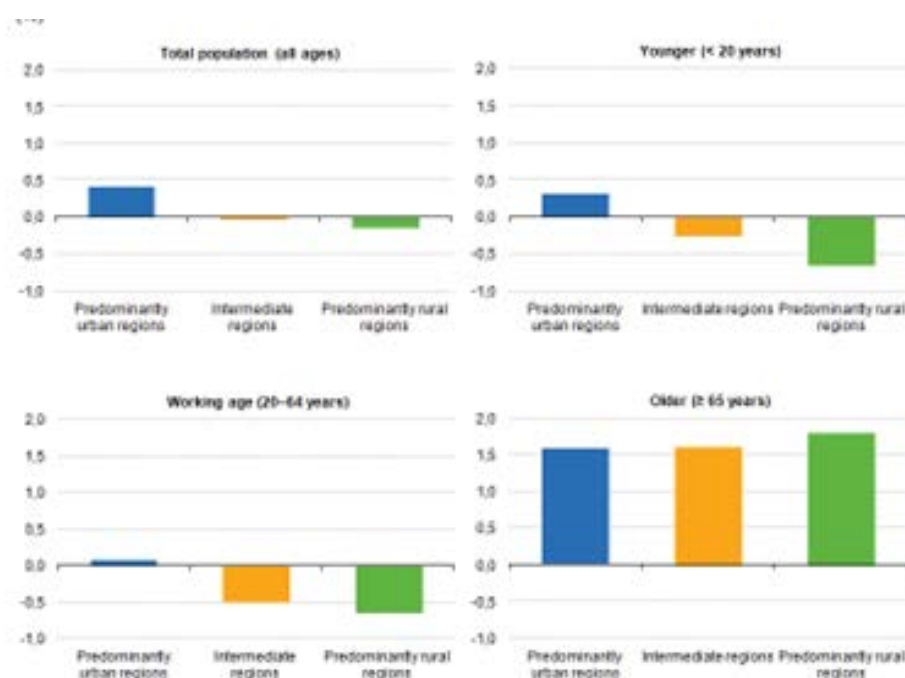 Total population (all ages)
2,0
1,5
1,0
0,5
0,0
-0,5
-1,0
Predominantly
urban regions
Intermediate
regions
Predominantly rural
regions
Younger (< 20 years)
2,0
1,5
1,0
0,5
0,0
-0,5
-1,0
Predominantly
urban regions
Intermediate regions
Predominantly rural
regions
Working age (20–64 years)
2,0
1,5
1,0
0,5
0,0
-0,5
-1,0
Predominantly
urban regions
Intermediate
regions
Predominantly rural
regions
Older (≥ 65 years)
2,0
1,5
1,0
0,5
0,0
-0,5
-1,0
Predominantly
urban regions
Intermediate regions
Predominantly rural
regions